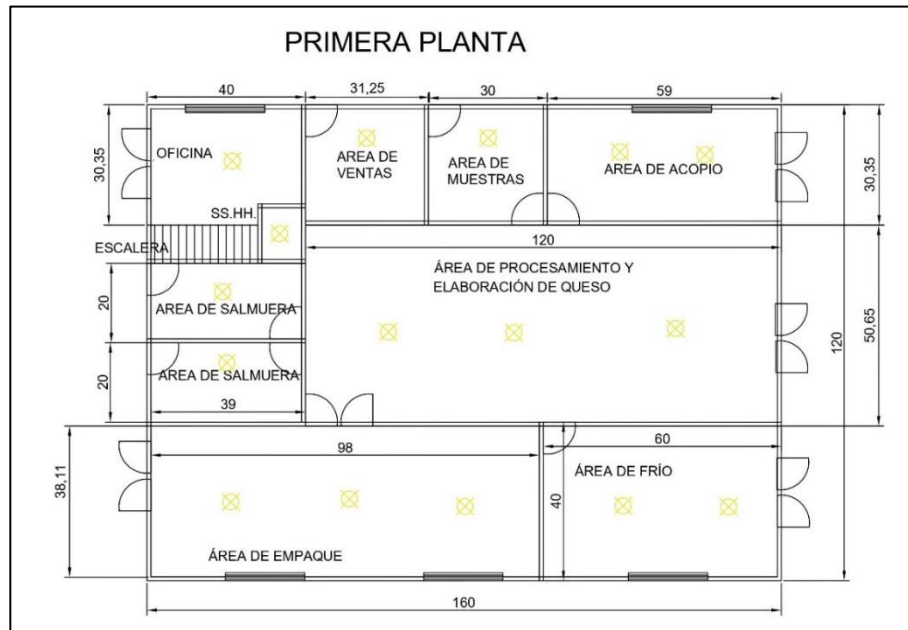 PRIMERA PLANTA
40
31,25
30
59
30,35
OFICINA
AREA DE
VENTAS
AREA DE
MUESTRAS
AREA DE ACOPIO
30,35
SS.HH.
ESCALERA
120
ÁREA DE PROCESAMIENTO Y
ELABORACIÓN DE QUESO
20
AREA DE SALMUERA
50,65
120
20
AREA DE SALMUERA
39
98
60
38,11
40
ÁREA DE FRÍO
ÁREA DE EMPAQUE
160